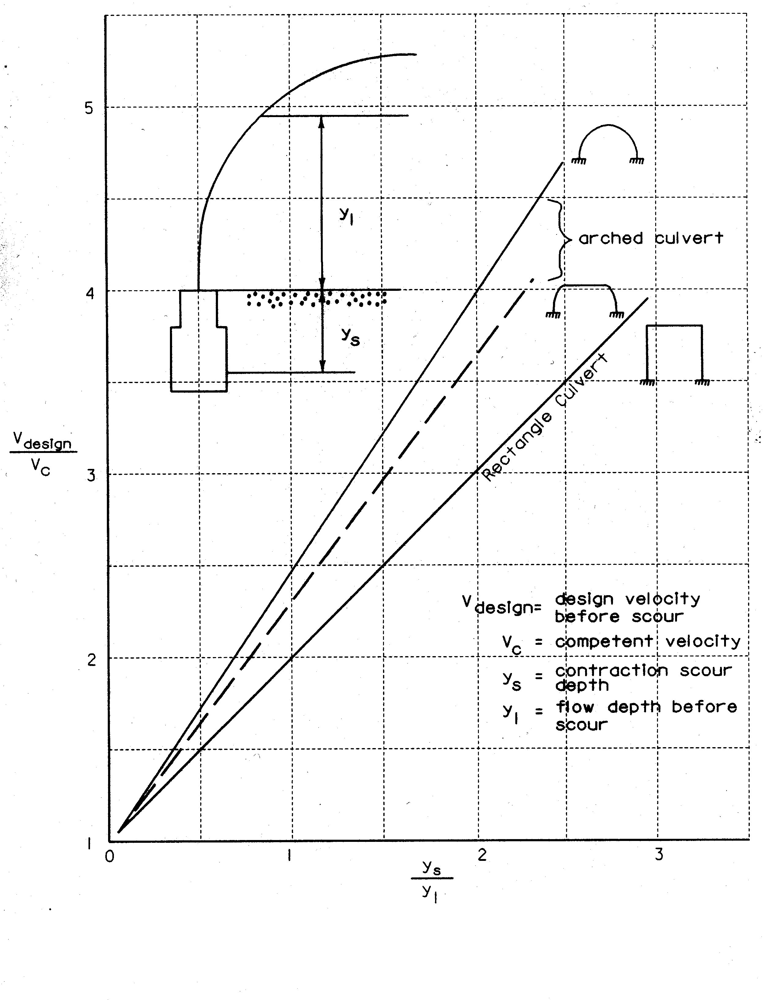 5
y1
arched culvert
4
ys
Rectangle Culvert
Vdesign
Vc
3
Vdesign= design velocity
before scour
Vc = competent velocity
2
ys = contraction scour
depth
y1 = flow depth before
scour
1
0 1 2 3
ys
y1